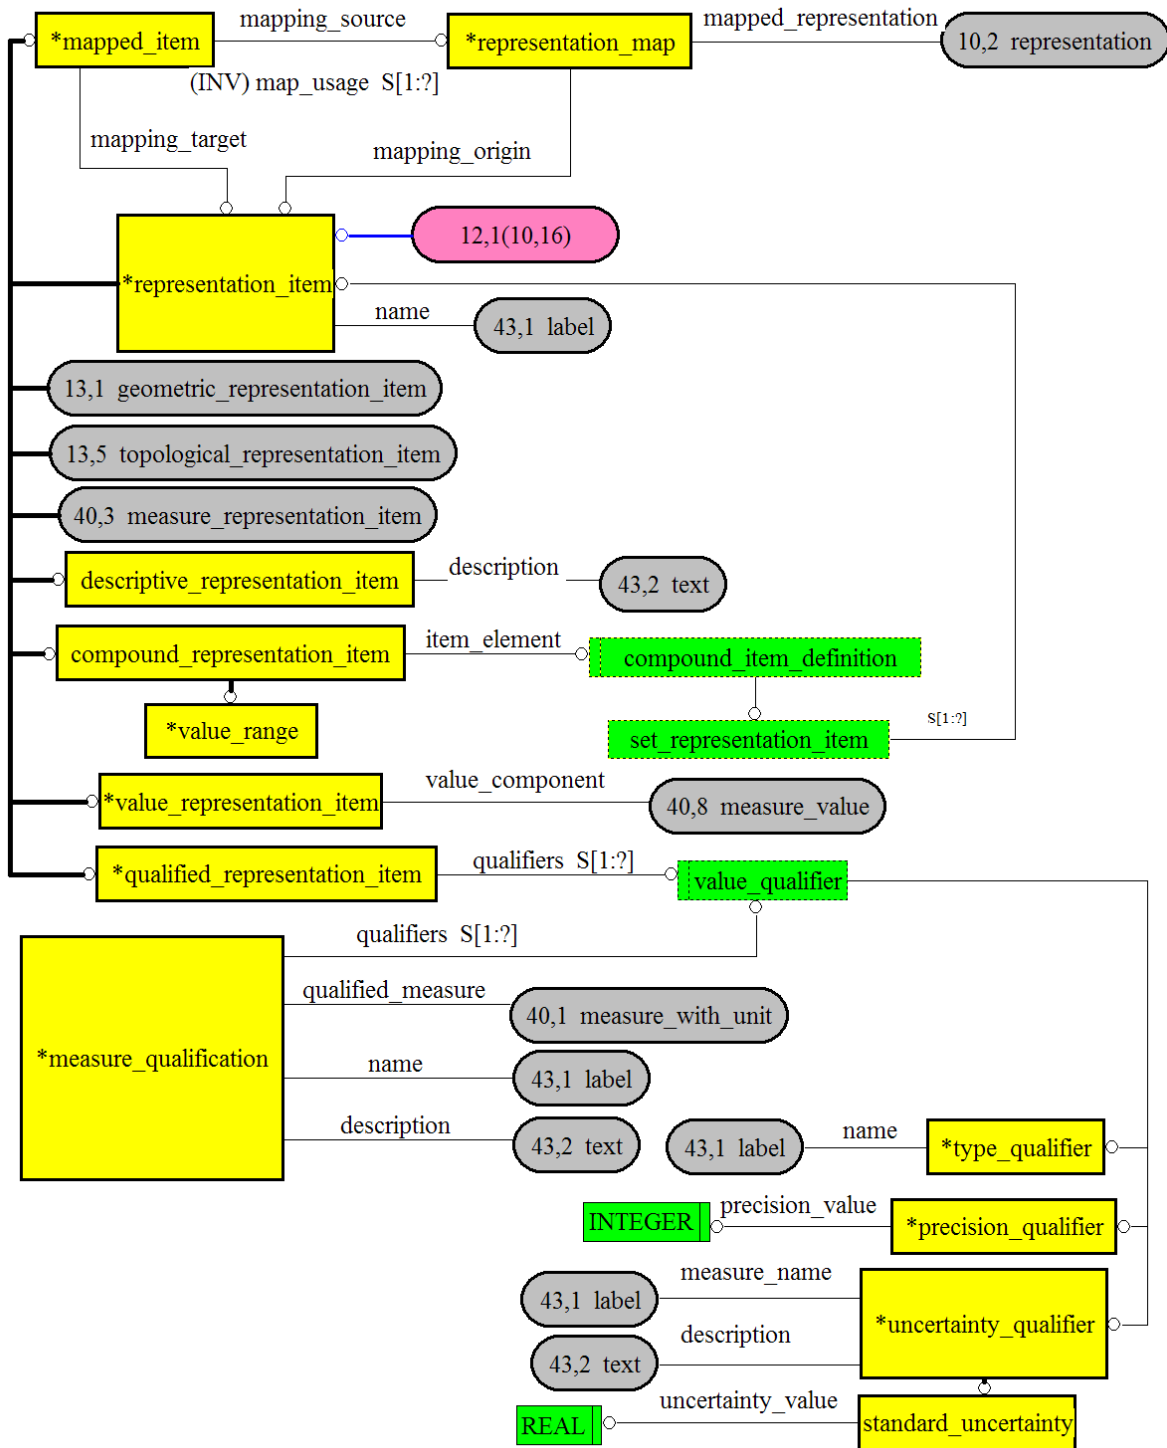 mapping_source
mapped_representation
*mapped_item
*representation_map
10,2 representation
(INV) map_usage S[1:?]
mapping_target
mapping_origin
12,1(10,16)
*representation_item
name
43,1 label
13,1 geometric_representation_item
13,5 topological_representation_item
40,3 measure_representation_item
descriptive_representation_item
description
43,2 text
compound_representation_item
item_element
compound_item_definition
*value_range
set_representation_item
S[1:?]
*value_representation_item
value_component
40,8 measure_value
*qualified_representation_item
qualifiers S[1:?]
value_qualifier
qualifiers S[1:?]
qualified_measure
40,1 measure_with_unit
*measure_qualification
name
43,1 label
description
43,2 text
43,1 label
name
*type_qualifier
INTEGER
precision_value
*precision_qualifier
measure_name
43,1 label
*uncertainty_qualifier
description
43,2 text
uncertainty_value
REAL
standard_uncertainty